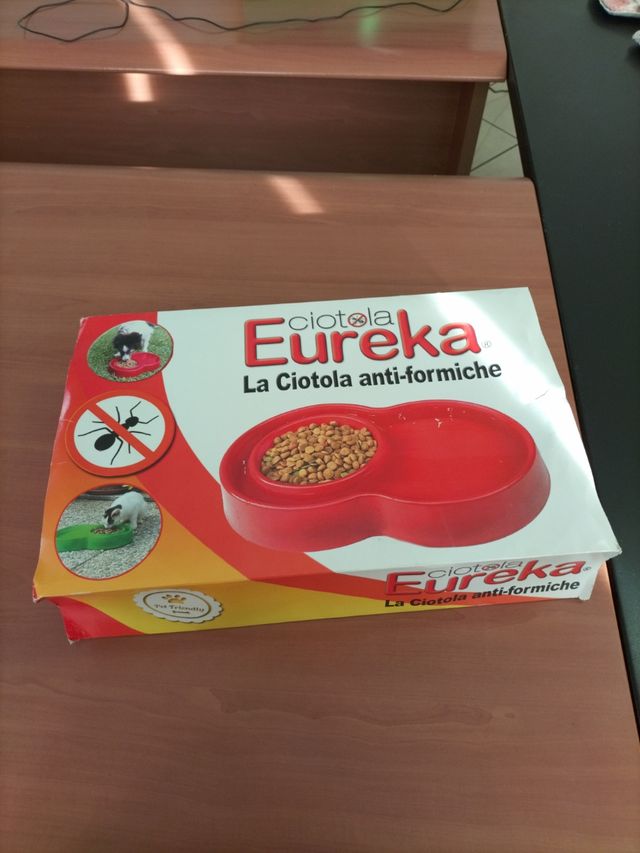 ciotola
Eureka®
La Ciotola anti-formiche
ciotola
Eureka®
La Ciotola anti-formiche
Pet Friendly